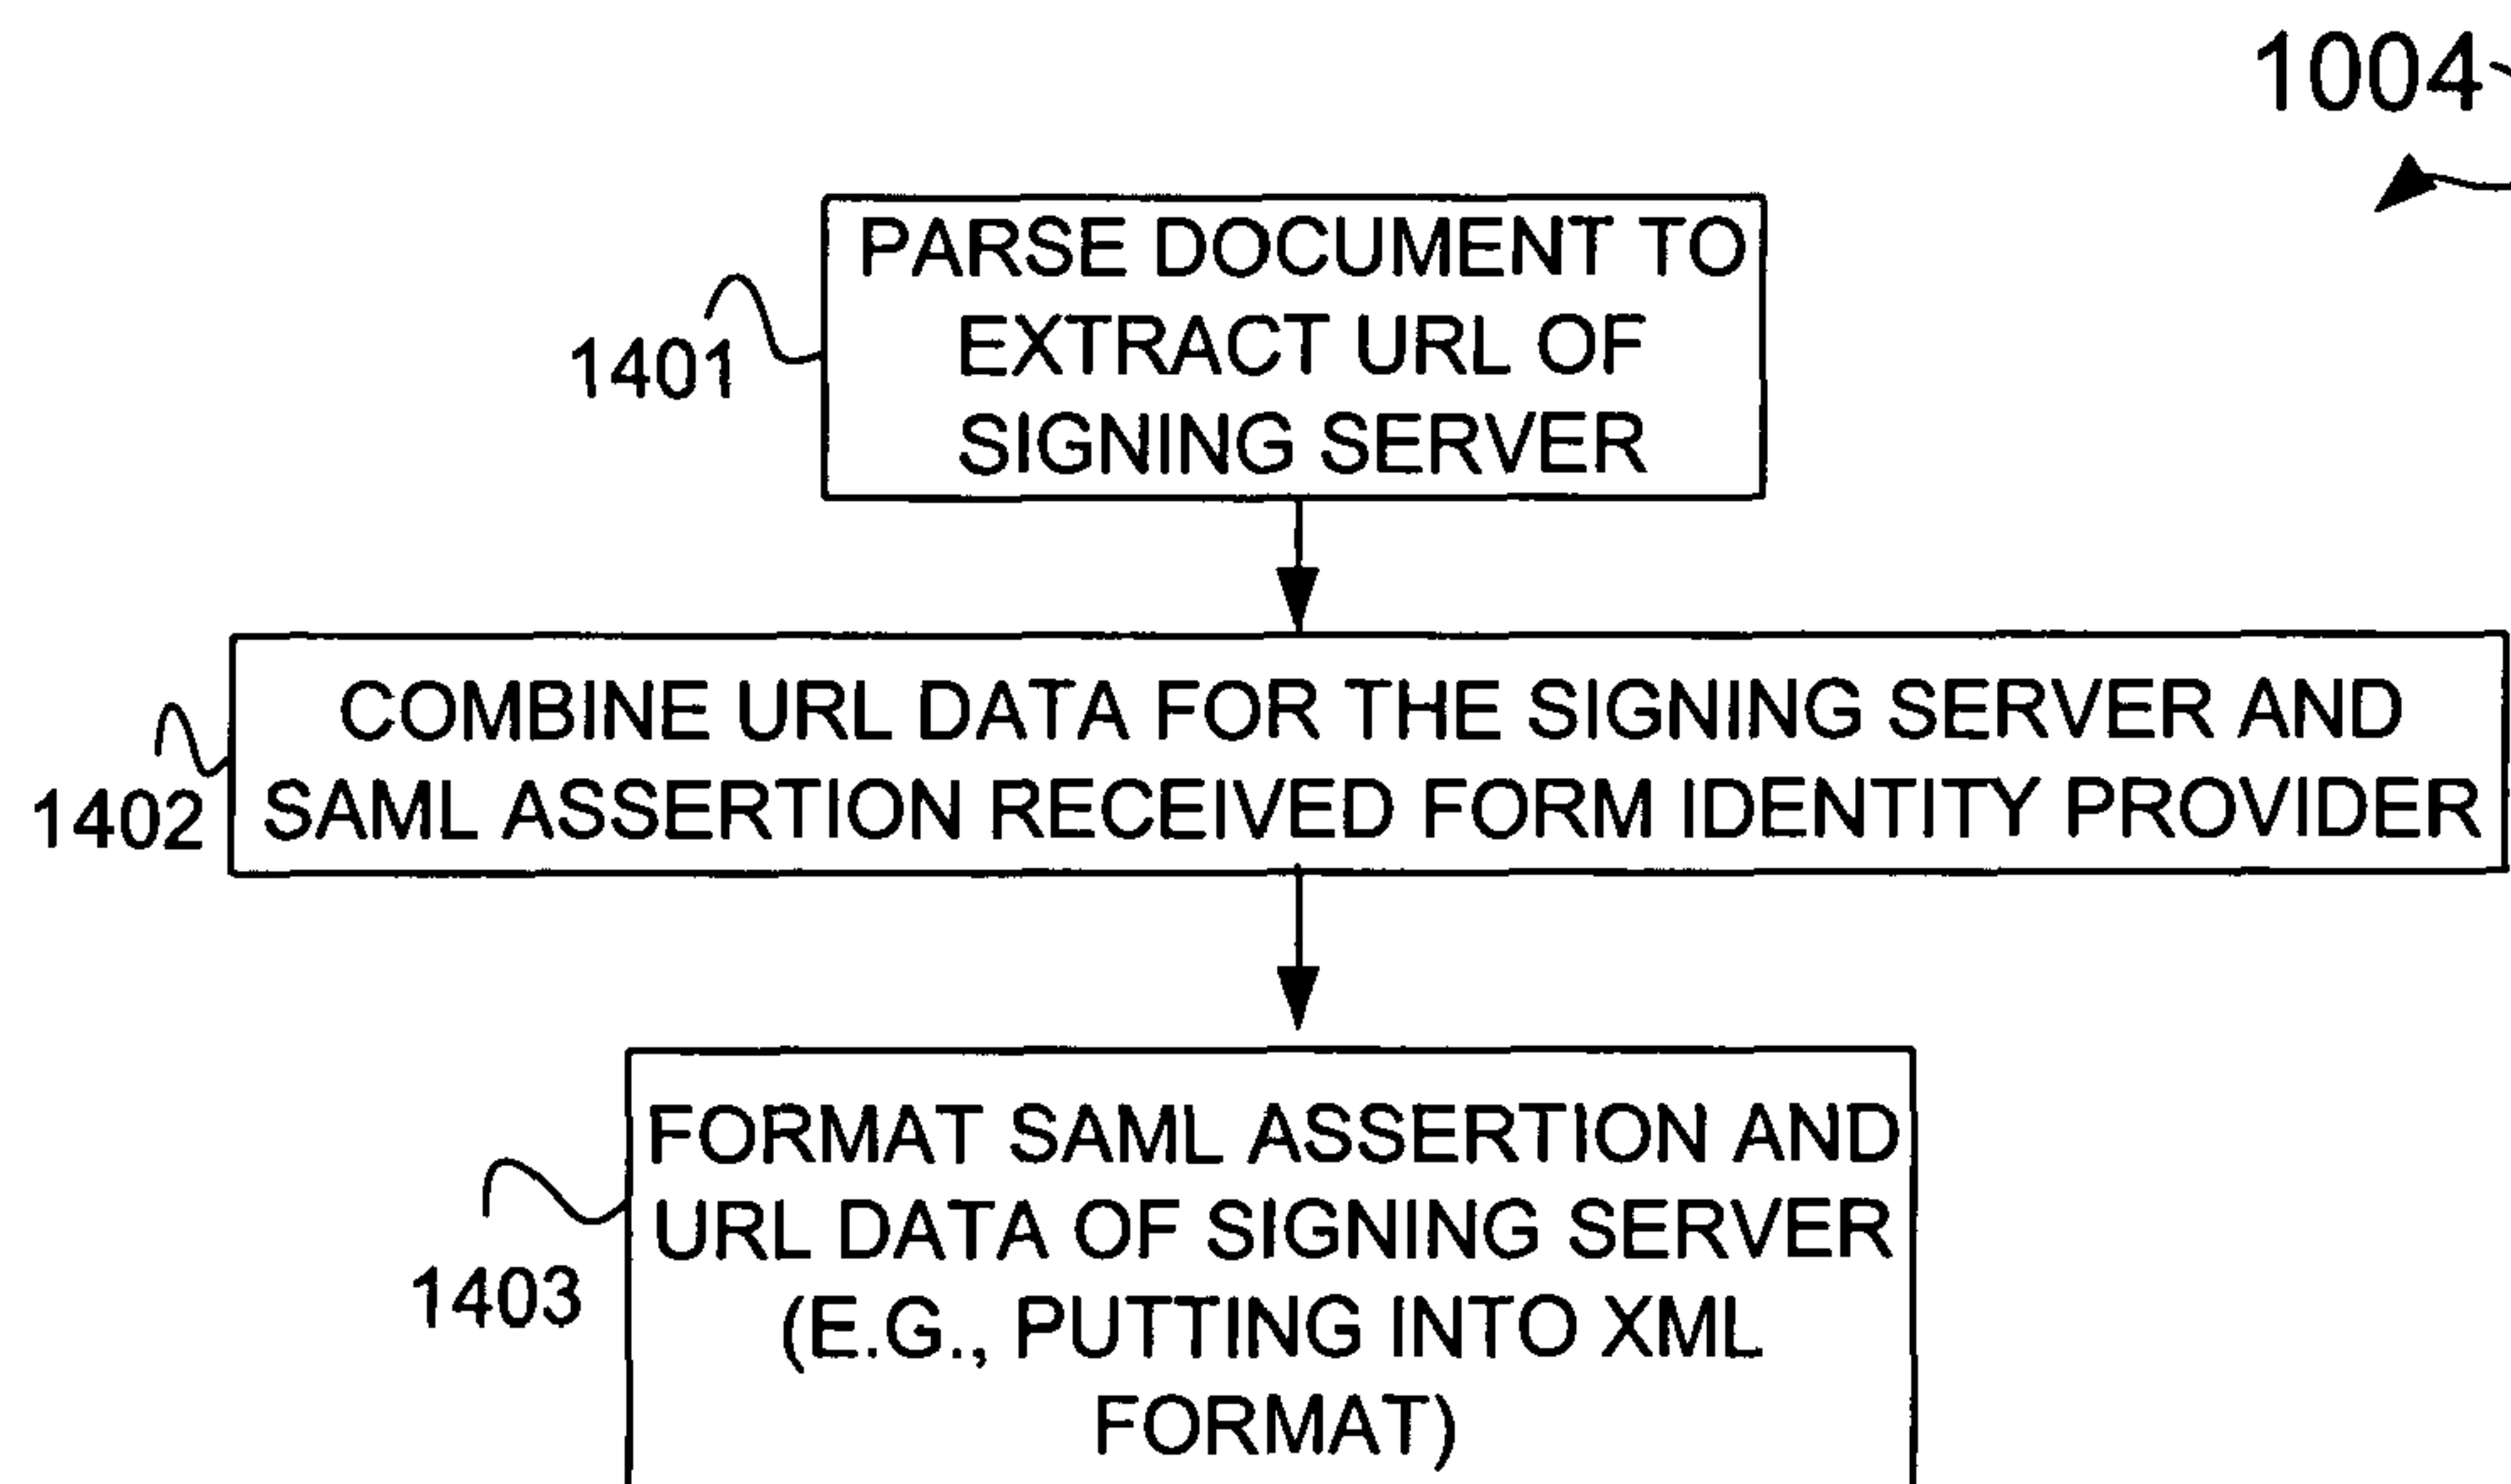 1004
PARSE DOCUMENT TO
EXTRACT URL OF
SIGNING SERVER
1401
COMBINE URL DATA FOR THE SIGNING SERVER AND
SAML ASSERTION RECEIVED FORM IDENTITY PROVIDER
1402
FORMAT SAML ASSERTION AND
URL DATA OF SIGNING SERVER
(E.G., PUTTING INTO XML
FORMAT)
1403